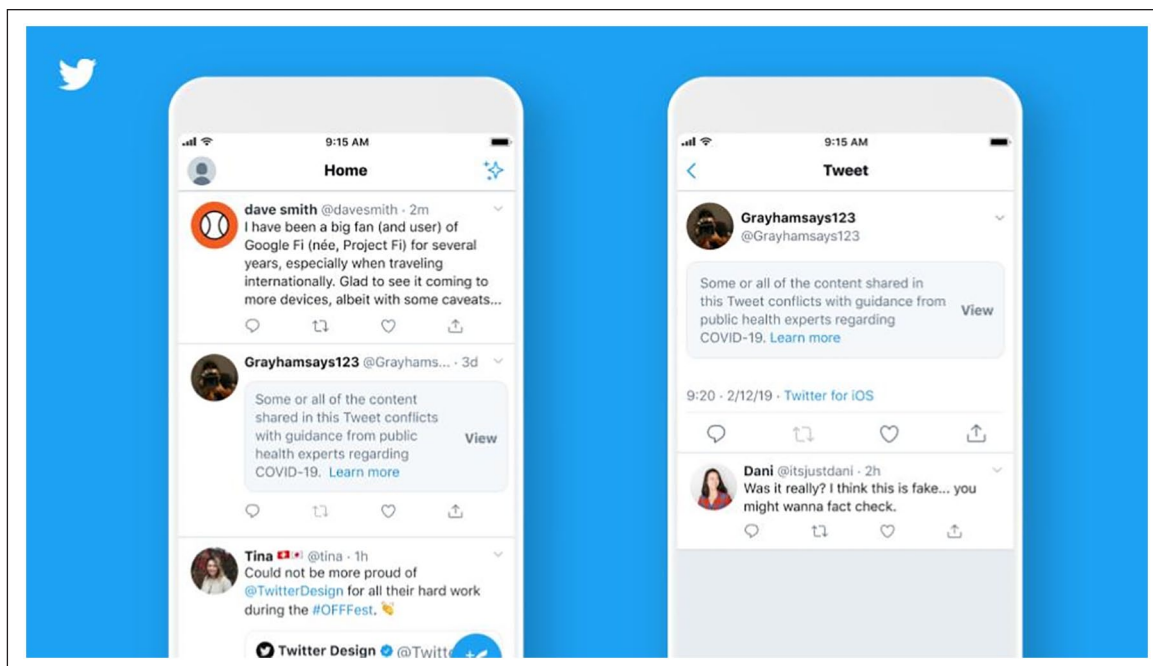 9:15 AM
Home
dave smith @davesmith · 2m
I have been a big fan (and user) of
Google Fi (née, Project Fi) for several
years, especially when traveling
internationally. Glad to see it coming to
more devices, albeit with some caveats...
Grayhamsays123 @Grayhams... · 3d
Some or all of the content
shared in this Tweet conflicts
with guidance from public
health experts regarding
COVID-19. Learn more
View
Tina @tina · 1h
Could not be more proud of
@TwitterDesign for all their hard work
during the #OFFFest.
Twitter Design @Twitt
9:15 AM
Tweet
Grayhamsays123
@Grayhamsays123
Some or all of the content shared in
this Tweet conflicts with guidance from
public health experts regarding
COVID-19. Learn more
View
9:20 · 2/12/19 · Twitter for iOS
Dani @itsjustdani · 2h
Was it really? I think this is fake... you
might wanna fact check.